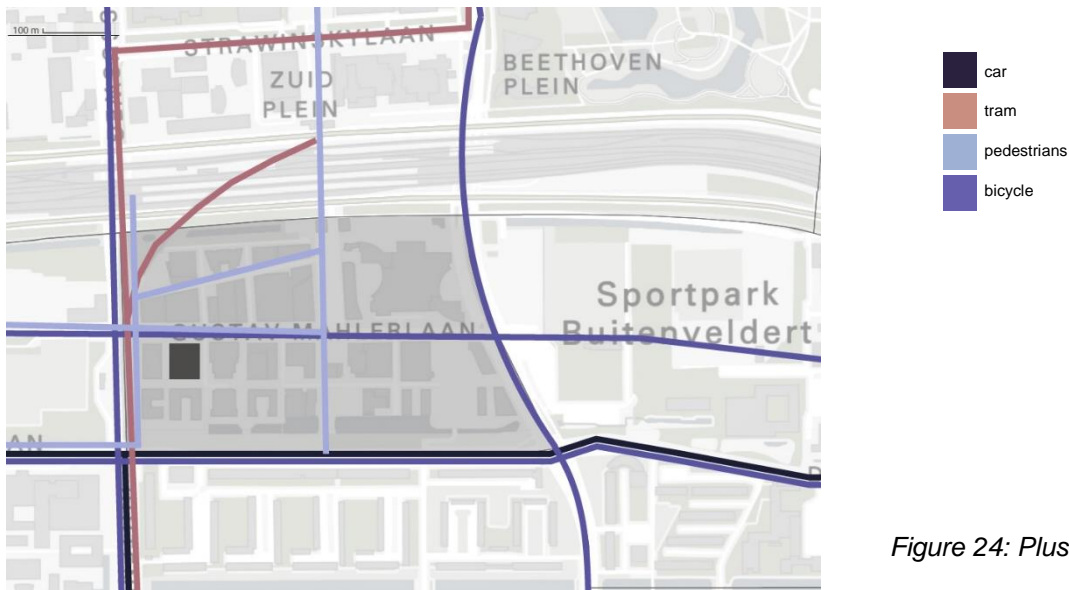 100 m
STRAWINSKYLAAN
ZUID
PLEIN
BEETHOVEN
PLEIN
Sportpark
Buitenveldert
GUSTAV MAHLERLAAN
AN
car
tram
pedestrians
bicycle
Figure 24: Plus